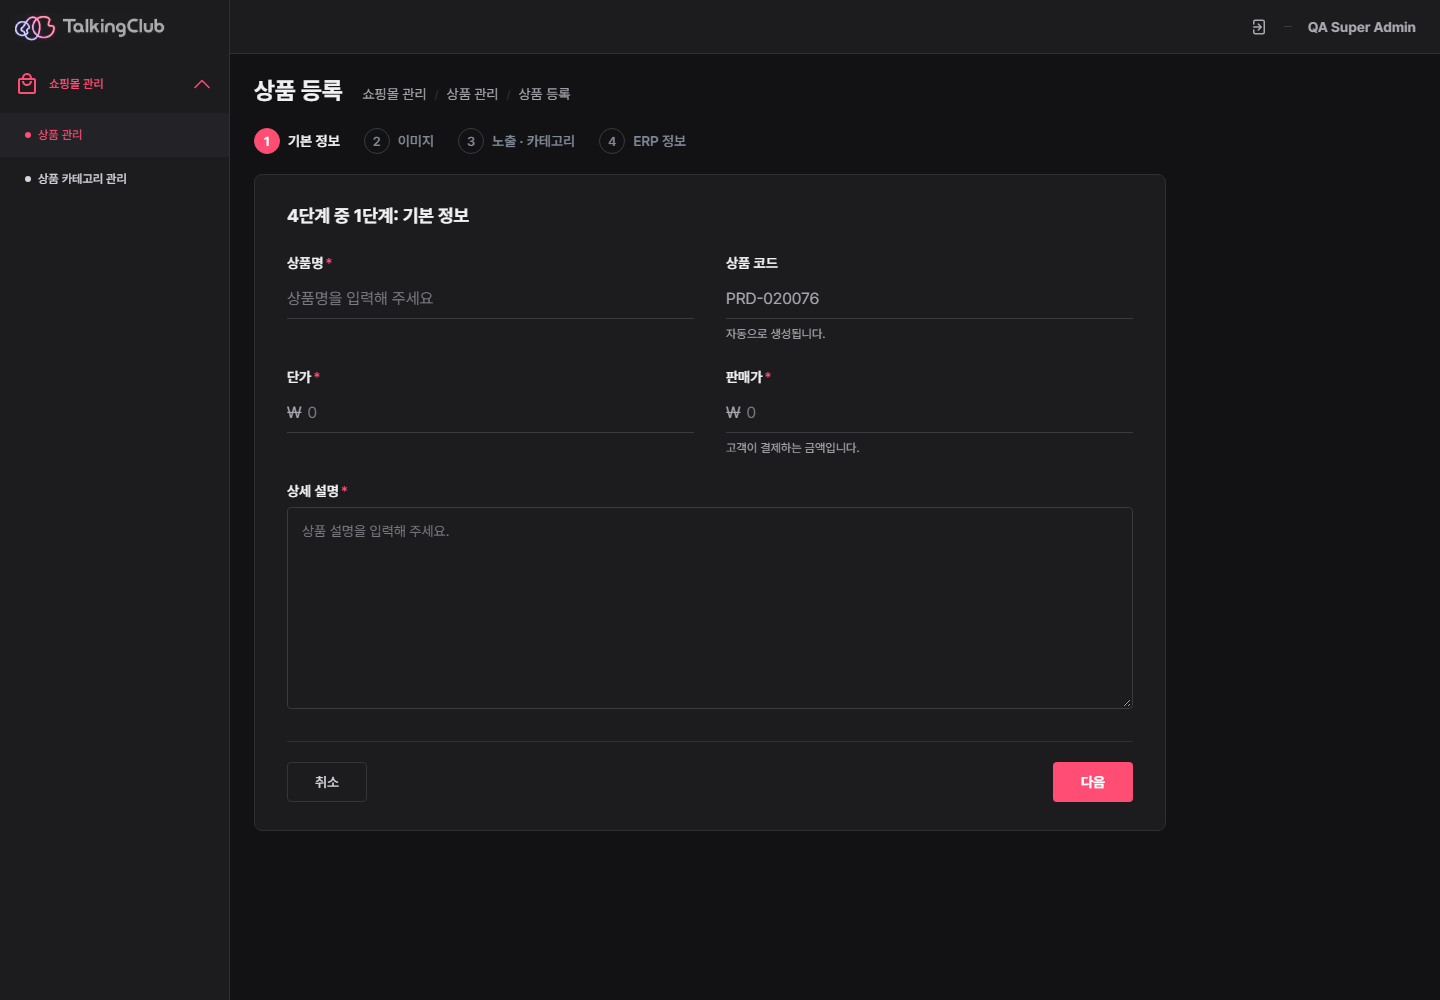 TalkingClub
QA Super Admin
쇼핑몰 관리
상품 관리
상품 카테고리 관리
상품 등록
쇼핑몰 관리 / 상품 관리 / 상품 등록
1 기본 정보
2 이미지
3 노출 · 카테고리
4 ERP 정보
4단계 중 1단계: 기본 정보
상품명 *
상품명을 입력해 주세요
상품 코드
PRD-020076
자동으로 생성됩니다.
단가 *
₩ 0
판매가 *
₩ 0
고객이 결제하는 금액입니다.
상세 설명 *
상품 설명을 입력해 주세요.
취소
다음